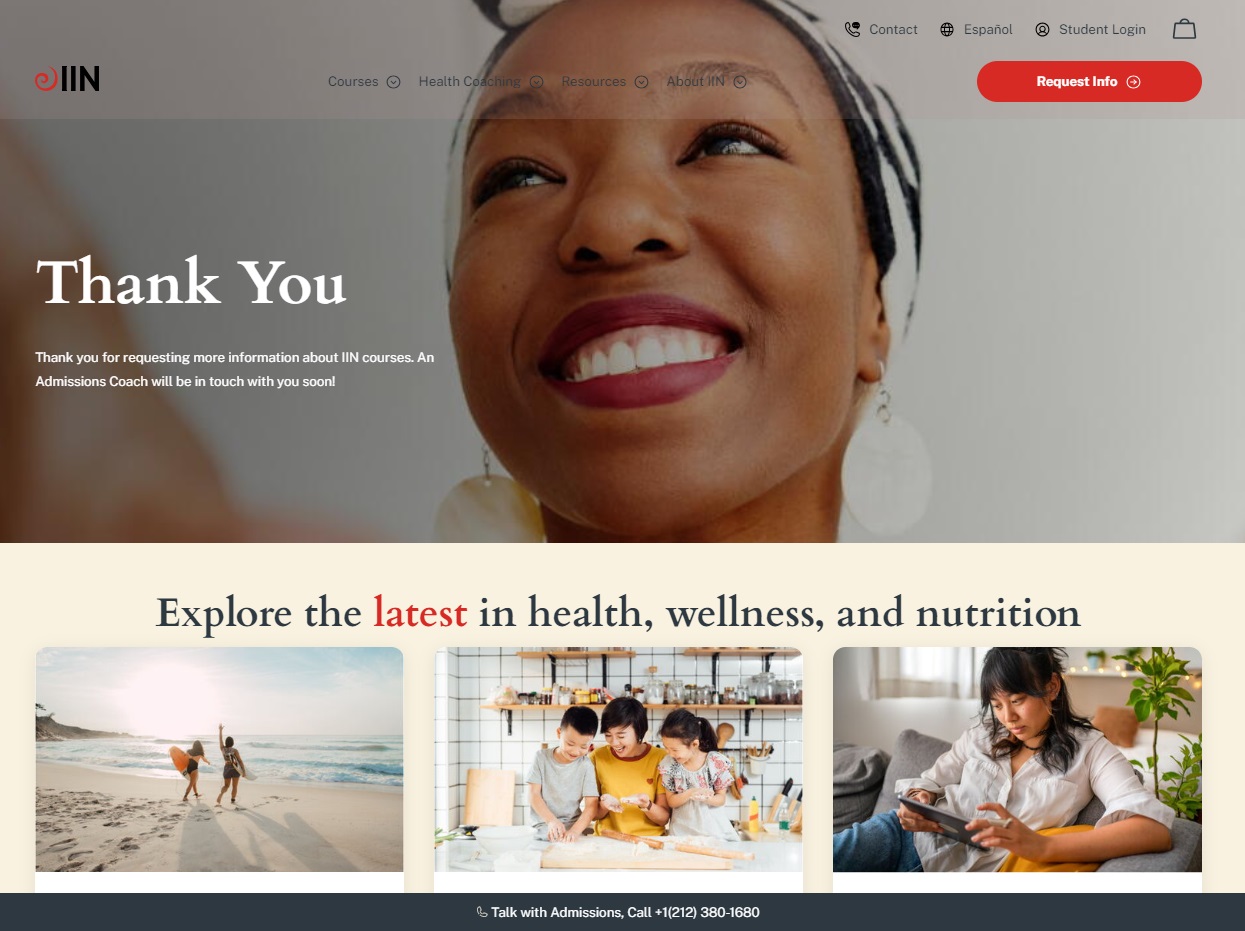 Contact
Español
Student Login
IIN
Courses
Health Coaching
Resources
About IIN
Request Info
Thank You
Thank you for requesting more information about IIN courses. An
Admissions Coach will be in touch with you soon!
Explore the latest in health, wellness, and nutrition
Talk with Admissions, Call +1(212) 380-1680